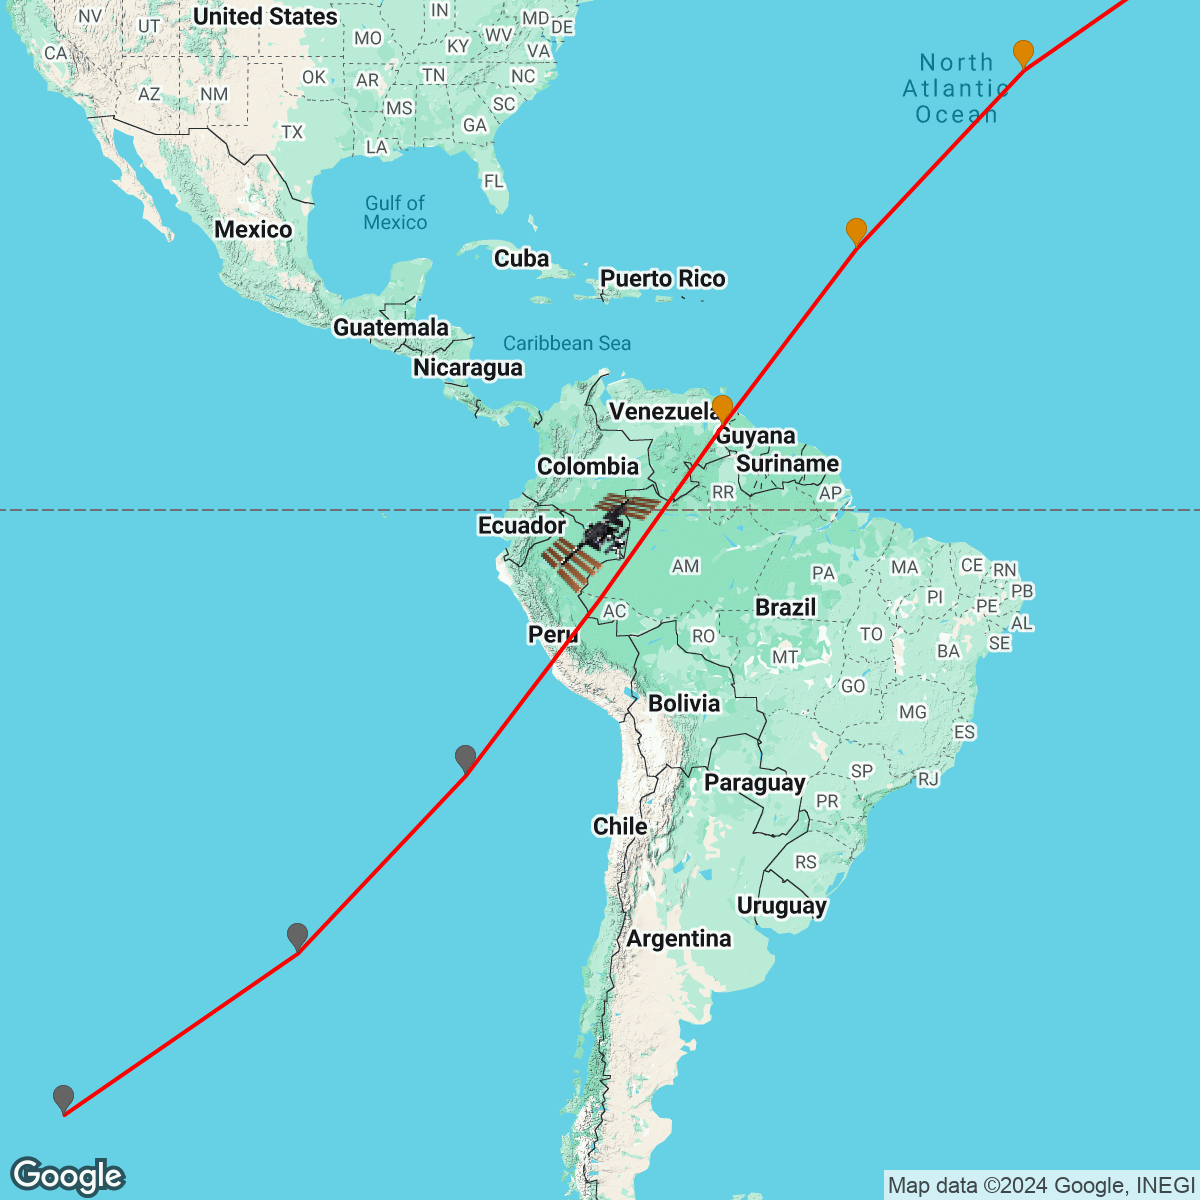 United States
NV
UT
IN
MD
DE
MO
WV
KY
VA
CA
OK
AR
TN
NC
AZ
NM
MS
SC
GA
TX
LA
FL
North
Atlantic
Ocean
Gulf of
Mexico
Mexico
Cuba
Puerto Rico
Guatemala
Caribbean Sea
Nicaragua
Venezuela
Guyana
Colombia
Suriname
RR
AP
Ecuador
AM
PA
MA
CE
RN
PI
PB
PE
AL
AC
Brazil
Peru
RO
TO
SE
MT
BA
GO
Bolivia
MG
ES
SP
RJ
Paraguay
PR
Chile
RS
Uruguay
Argentina
Google
Map data ©2024 Google, INEGI